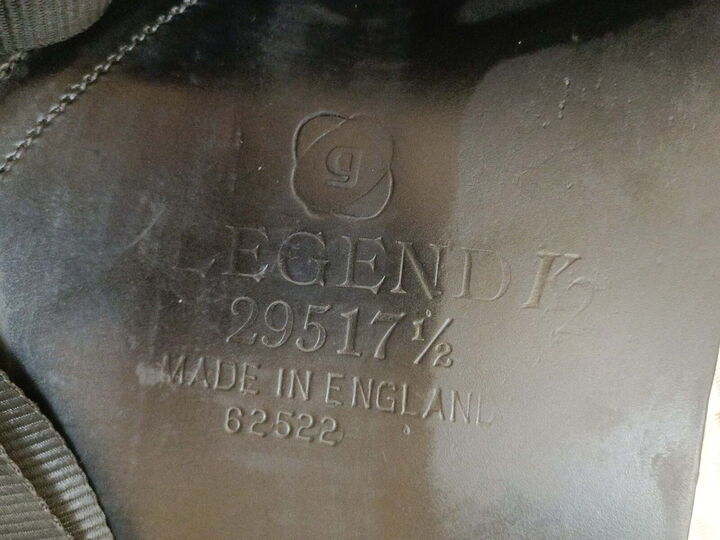 g
LEGEND K2
29517½
MADE IN ENGLAND
62522